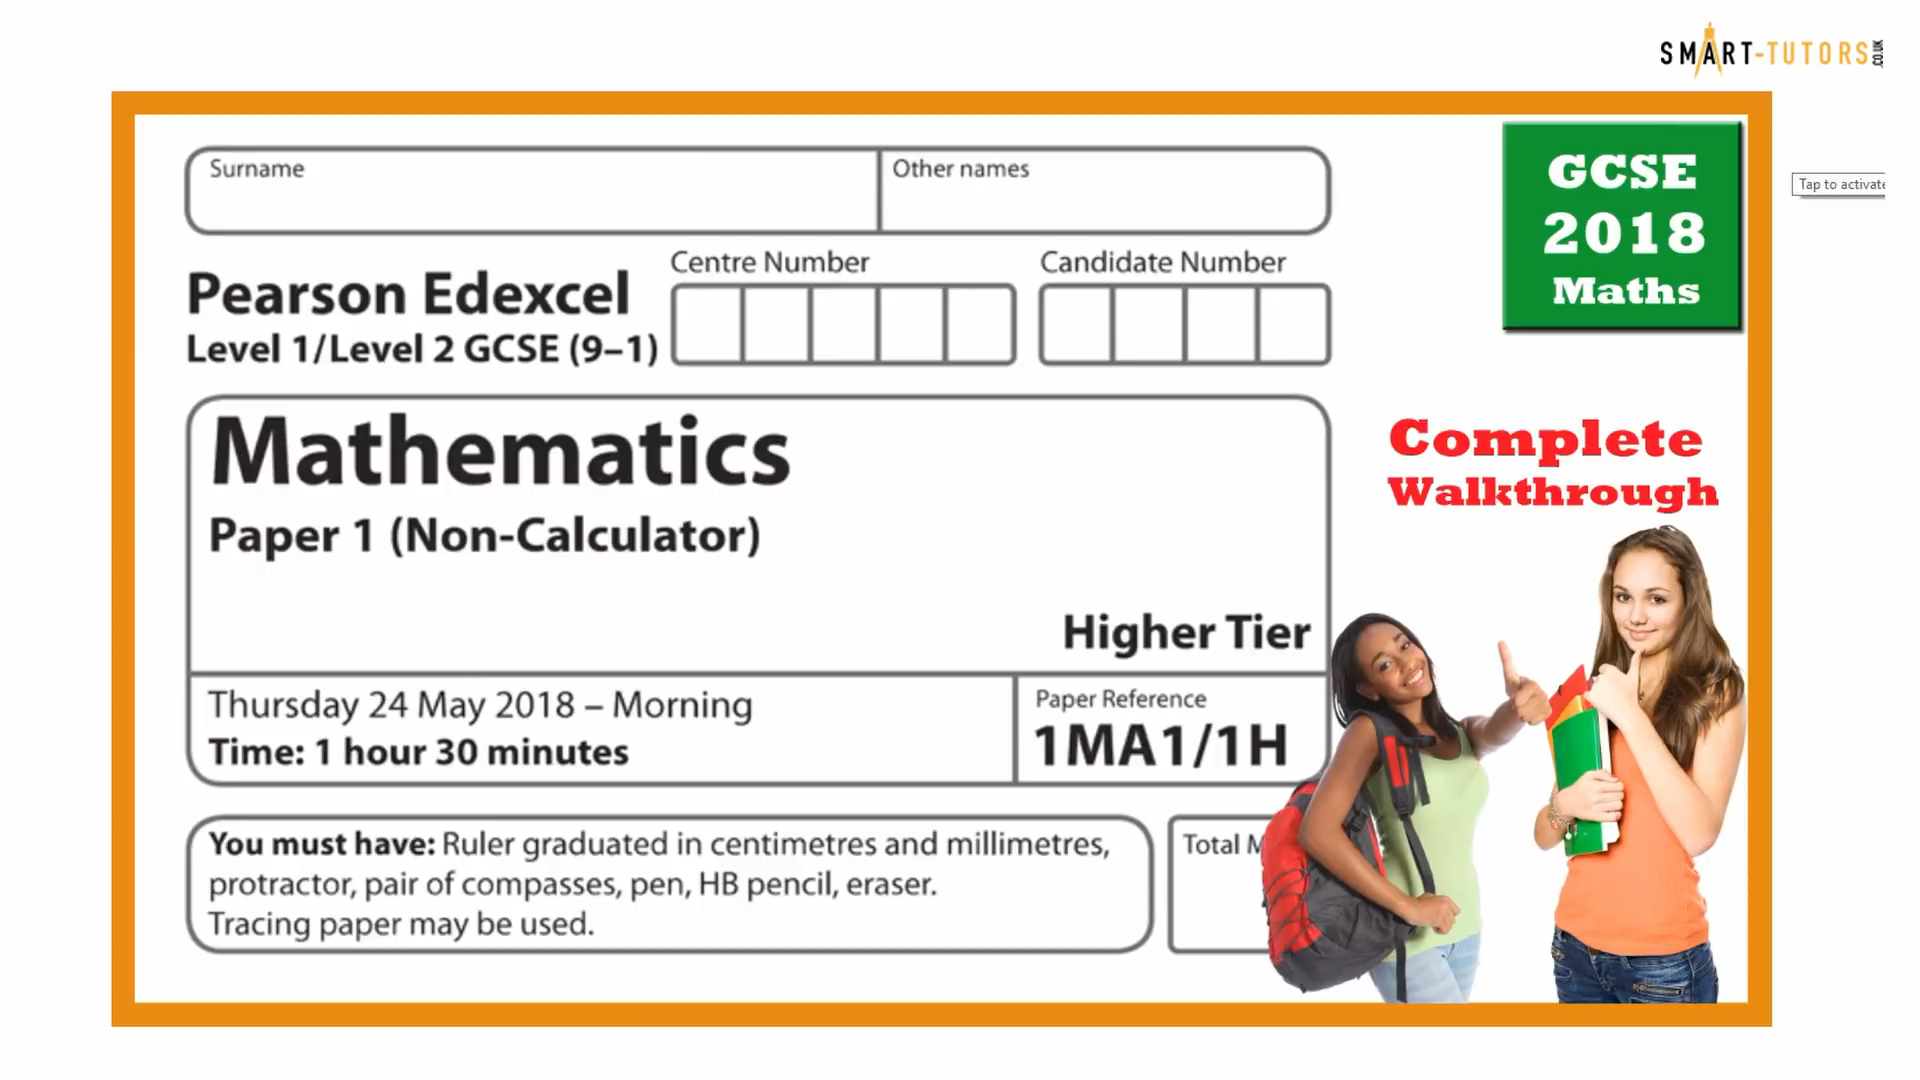 SMART-TUTORS.CO.UK
Tap to activate
Surname
Other names
GCSE
2018
Maths
Centre Number
Candidate Number
Pearson Edexcel
Level 1/Level 2 GCSE (9–1)
Mathematics
Paper 1 (Non-Calculator)
Higher Tier
Complete
Walkthrough
Thursday 24 May 2018 – Morning
Time: 1 hour 30 minutes
Paper Reference
1MA1/1H
You must have: Ruler graduated in centimetres and millimetres,
protractor, pair of compasses, pen, HB pencil, eraser.
Tracing paper may be used.
Total M